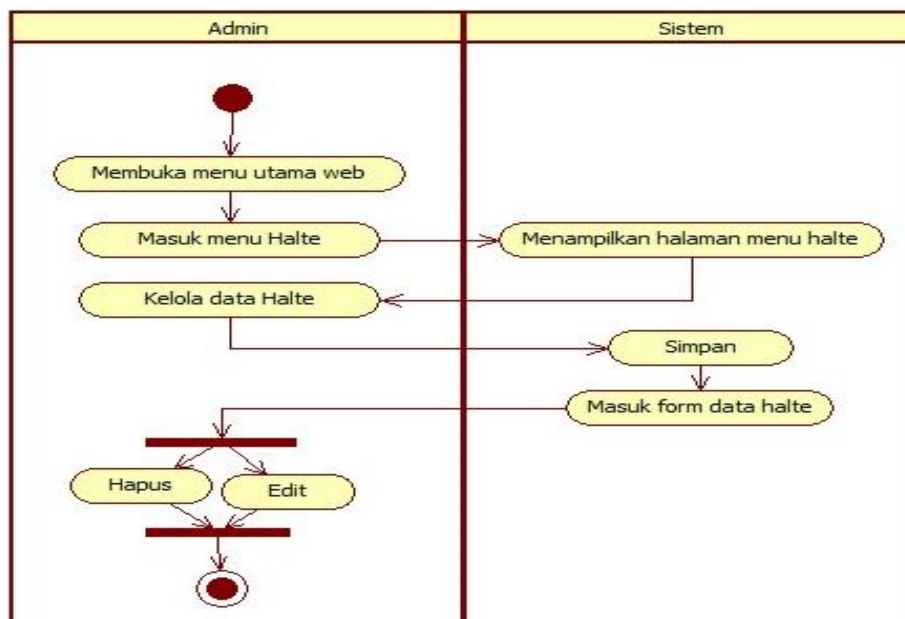 Admin
Sistem
Membuka menu utama web
Masuk menu Halte
Menampilkan halaman menu halte
Kelola data Halte
Simpan
Masuk form data halte
Hapus
Edit